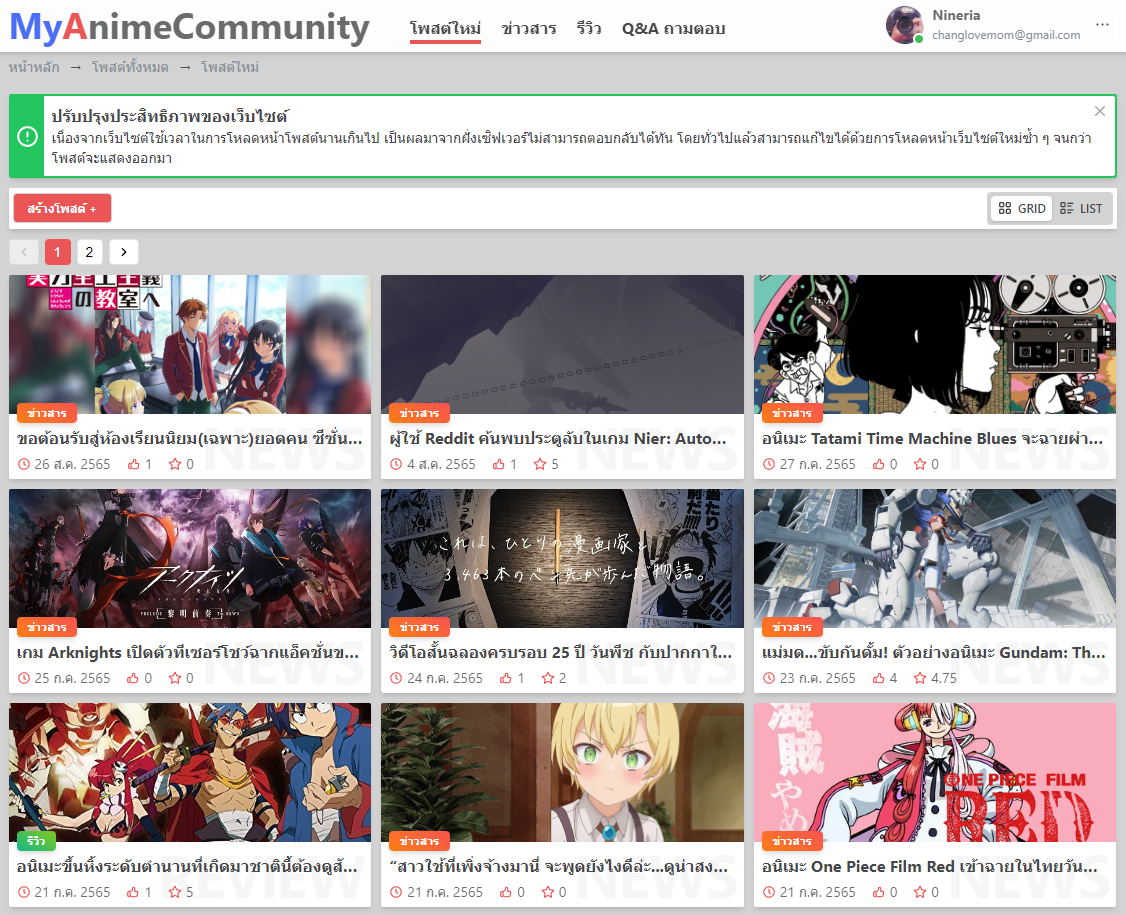 MyAnimeCommunity
โพสต์ใหม่ ข่าวสาร รีวิว Q&A ถามตอบ
Nineria
changlovemom@gmail.com
หน้าหลัก → โพสต์ทั้งหมด → โพสต์ใหม่
ปรับปรุงประสิทธิภาพของเว็บไซต์
เนื่องจากเว็บไซต์ใช้เวลาในการโหลดหน้าโพสต์นานเกินไป เป็นผลมาจากฝั่งเซิฟเวอร์ไม่สามารถตอบกลับได้ทัน โดยทั่วไปแล้วสามารถแก้ไขได้ด้วยการโหลดหน้าเว็บไซต์ใหม่ซ้ำ ๆ จนกว่า
โพสต์จะแสดงออกมา
สร้างโพสต์ +
GRID LIST
1 2
の教室へ
ข่าวสาร
ขอต้อนรับสู่ห้องเรียนนิยม(เฉพาะ)ยอดคน ซีซั่น...
NEWS
26 ส.ค. 2565 1 0
ข่าวสาร
ผู้ใช้ Reddit ค้นพบประตูลับในเกม Nier: Auto...
NEWS
4 ส.ค. 2565 1 5
ข่าวสาร
อนิเมะ Tatami Time Machine Blues จะฉายผ่า...
NEWS
27 ก.ค. 2565 0 0
アークナイツ
黎明前奏
ข่าวสาร
เกม Arknights เปิดตัวทีเซอร์โชว์ฉากแอ็คชั่นข...
NEWS
25 ก.ค. 2565 0 0
これは、ひとりの漫画家と
3,463本のペン先が歩んだ物語。
ข่าวสาร
วิดีโอสั้นฉลองครบรอบ 25 ปี วันพีช กับปากกาใ...
NEWS
24 ก.ค. 2565 1 2
ข่าวสาร
แม่มด...ขับกันดั้ม! ตัวอย่างอนิเมะ Gundam: Th...
NEWS
23 ก.ค. 2565 4 4.75
รีวิว
อนิเมะขึ้นหิ้งระดับตำนานที่เกิดมาชาตินี้ต้องดูสั...
REVIEW
21 ก.ค. 2565 1 5
ข่าวสาร
“สาวใช้ที่เพิ่งจ้างมานี่ จะพูดยังไงดีล่ะ...ดูน่าสง...
NEWS
21 ก.ค. 2565 0 0
海賊やめ
ONE PIECE FILM
RED
ข่าวสาร
อนิเมะ One Piece Film Red เข้าฉายในไทยวัน...
NEWS
21 ก.ค. 2565 0 0